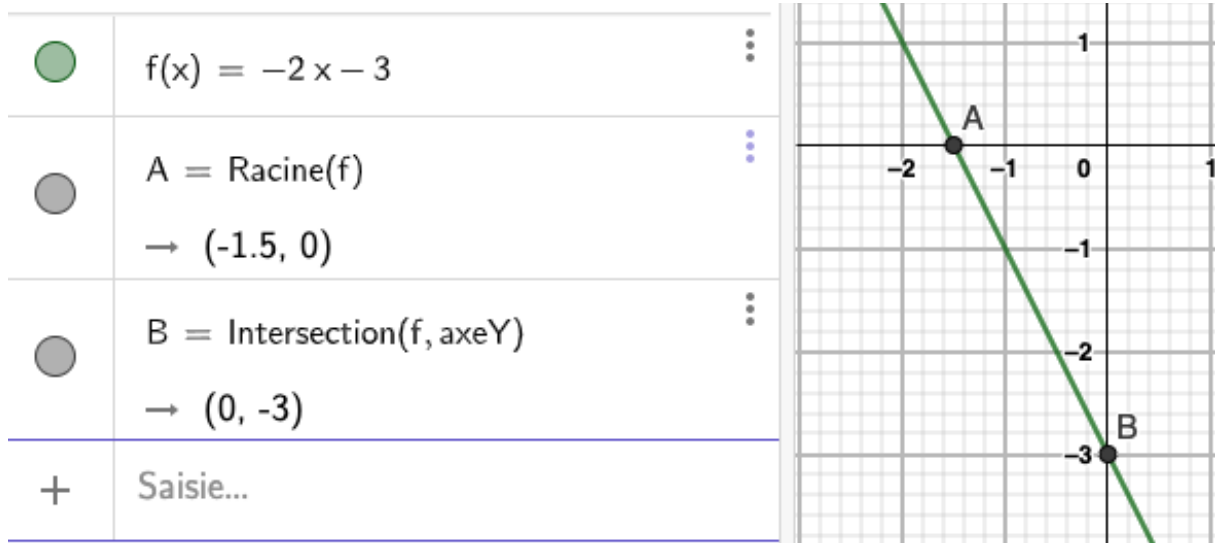 f(x) = −2 x − 3
A = Racine(f)
→ (-1.5, 0)
B = Intersection(f, axeY)
→ (0, -3)
+ Saisie...
1
A
−2 −1 0 1
−1
−2
B
−3